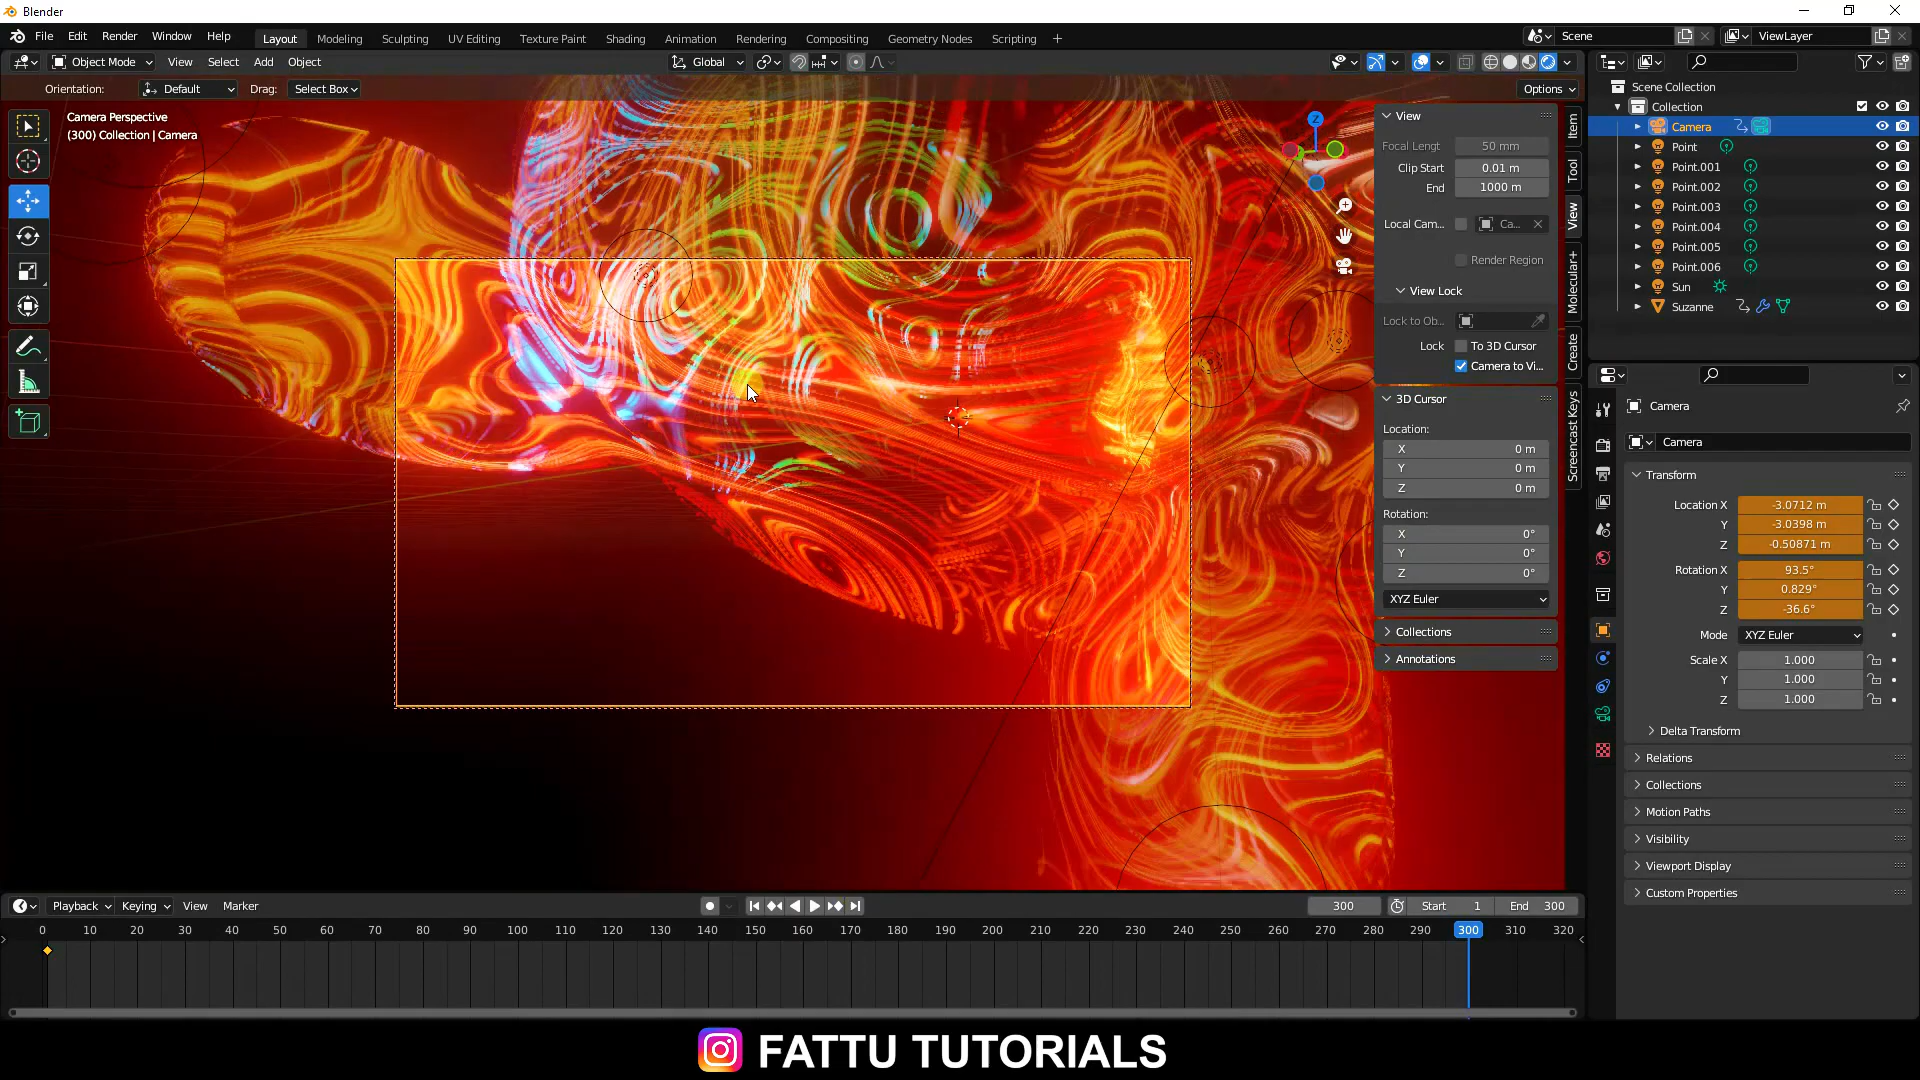 Blender
File Edit Render Window Help Layout Modeling Sculpting UV Editing Texture Paint Shading Animation Rendering Compositing Geometry Nodes Scripting + Scene ViewLayer
Object Mode View Select Add Object Global
Orientation: Default Drag: Select Box Options
Camera Perspective
(300) Collection | Camera
View
Focal Lengt 50 mm
Clip Start 0.01 m
End 1000 m
Local Cam... Ca...
Render Region
View Lock
Lock to Ob...
Lock To 3D Cursor
Camera to Vi...
3D Cursor
Location:
X 0 m
Y 0 m
Z 0 m
Rotation:
X 0°
Y 0°
Z 0°
XYZ Euler
Collections
Annotations
Item
Tool
View
Molecular+
Create
Screencast Keys
Z
Scene Collection
Collection
Camera
Point
Point.001
Point.002
Point.003
Point.004
Point.005
Point.006
Sun
Suzanne
Camera
Camera
Transform
Location X -3.0712 m
Y -3.0398 m
Z -0.50871 m
Rotation X 93.5°
Y 0.829°
Z -36.6°
Mode XYZ Euler
Scale X 1.000
Y 1.000
Z 1.000
Delta Transform
Relations
Collections
Motion Paths
Visibility
Viewport Display
Custom Properties
Playback Keying View Marker 300 Start 1 End 300
0 10 20 30 40 50 60 70 80 90 100 110 120 130 140 150 160 170 180 190 200 210 220 230 240 250 260 270 280 290 300 310 320
FATTU TUTORIALS